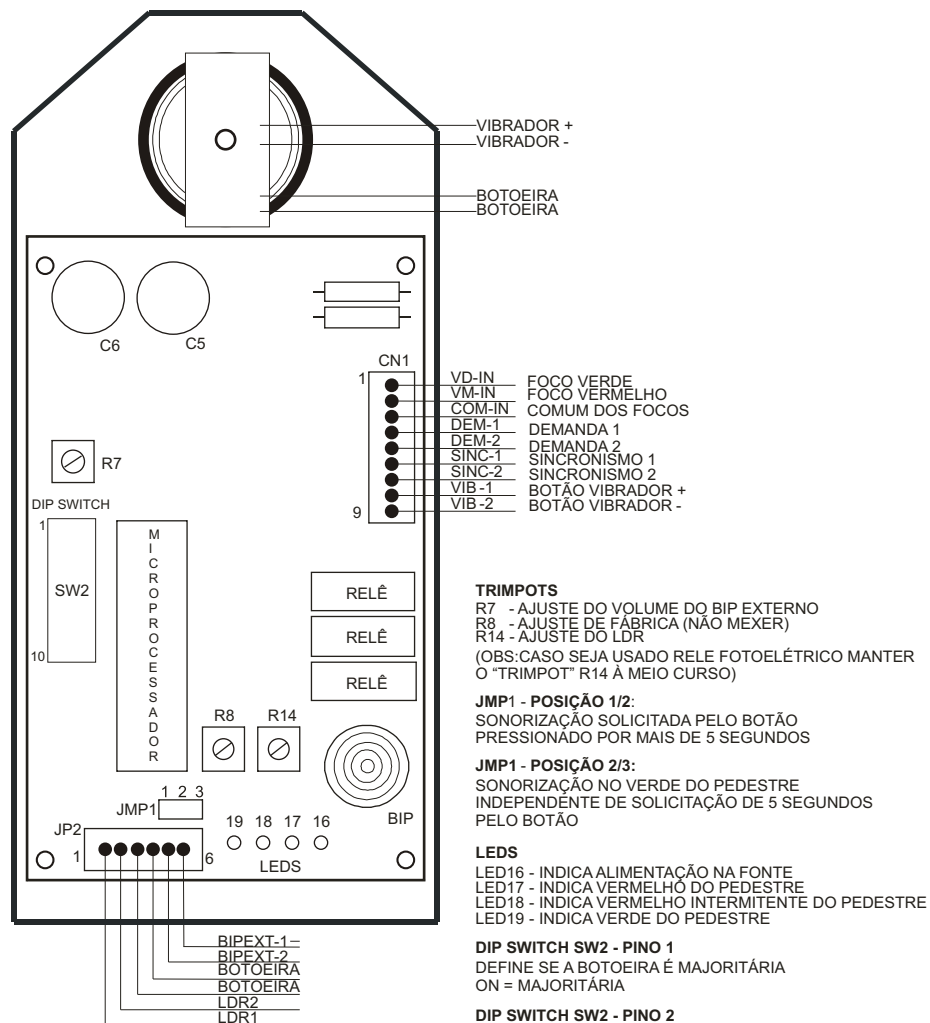 VIBRADOR +
VIBRADOR -
BOTOEIRA
BOTOEIRA
C6
C5
CN1
1
VD-IN FOCO VERDE
VM-IN FOCO VERMELHO
COM-IN COMUM DOS FOCOS
DEM-1 DEMANDA 1
DEM-2 DEMANDA 2
SINC-1 SINCRONISMO 1
SINC-2 SINCRONISMO 2
VIB-1 BOTÃO VIBRADOR +
VIB-2 BOTÃO VIBRADOR -
9
R7
DIP SWITCH
1
SW2
10
MICROPROCESSADOR
RELÊ
RELÊ
RELÊ
R8
R14
BIP
1 2 3
JMP1
JP2
1
6
19 18 17 16
LEDS
BIPEXT-1
BIPEXT-2
BOTOEIRA
BOTOEIRA
LDR2
LDR1
TRIMPOTS
R7 - AJUSTE DO VOLUME DO BIP EXTERNO
R8 - AJUSTE DE FÁBRICA (NÃO MEXER)
R14 - AJUSTE DO LDR
(OBS:CASO SEJA USADO RELE FOTOELÉTRICO MANTER
O “TRIMPOT” R14 À MEIO CURSO)
JMP1 - POSIÇÃO 1/2:
SONORIZAÇÃO SOLICITADA PELO BOTÃO
PRESSIONADO POR MAIS DE 5 SEGUNDOS
JMP1 - POSIÇÃO 2/3:
SONORIZAÇÃO NO VERDE DO PEDESTRE
INDEPENDENTE DE SOLICITAÇÃO DE 5 SEGUNDOS
PELO BOTÃO
LEDS
LED16 - INDICA ALIMENTAÇÃO NA FONTE
LED17 - INDICA VERMELHO DO PEDESTRE
LED18 - INDICA VERMELHO INTERMITENTE DO PEDESTRE
LED19 - INDICA VERDE DO PEDESTRE
DIP SWITCH SW2 - PINO 1
DEFINE SE A BOTOEIRA É MAJORITÁRIA
ON = MAJORITÁRIA
DIP SWITCH SW2 - PINO 2